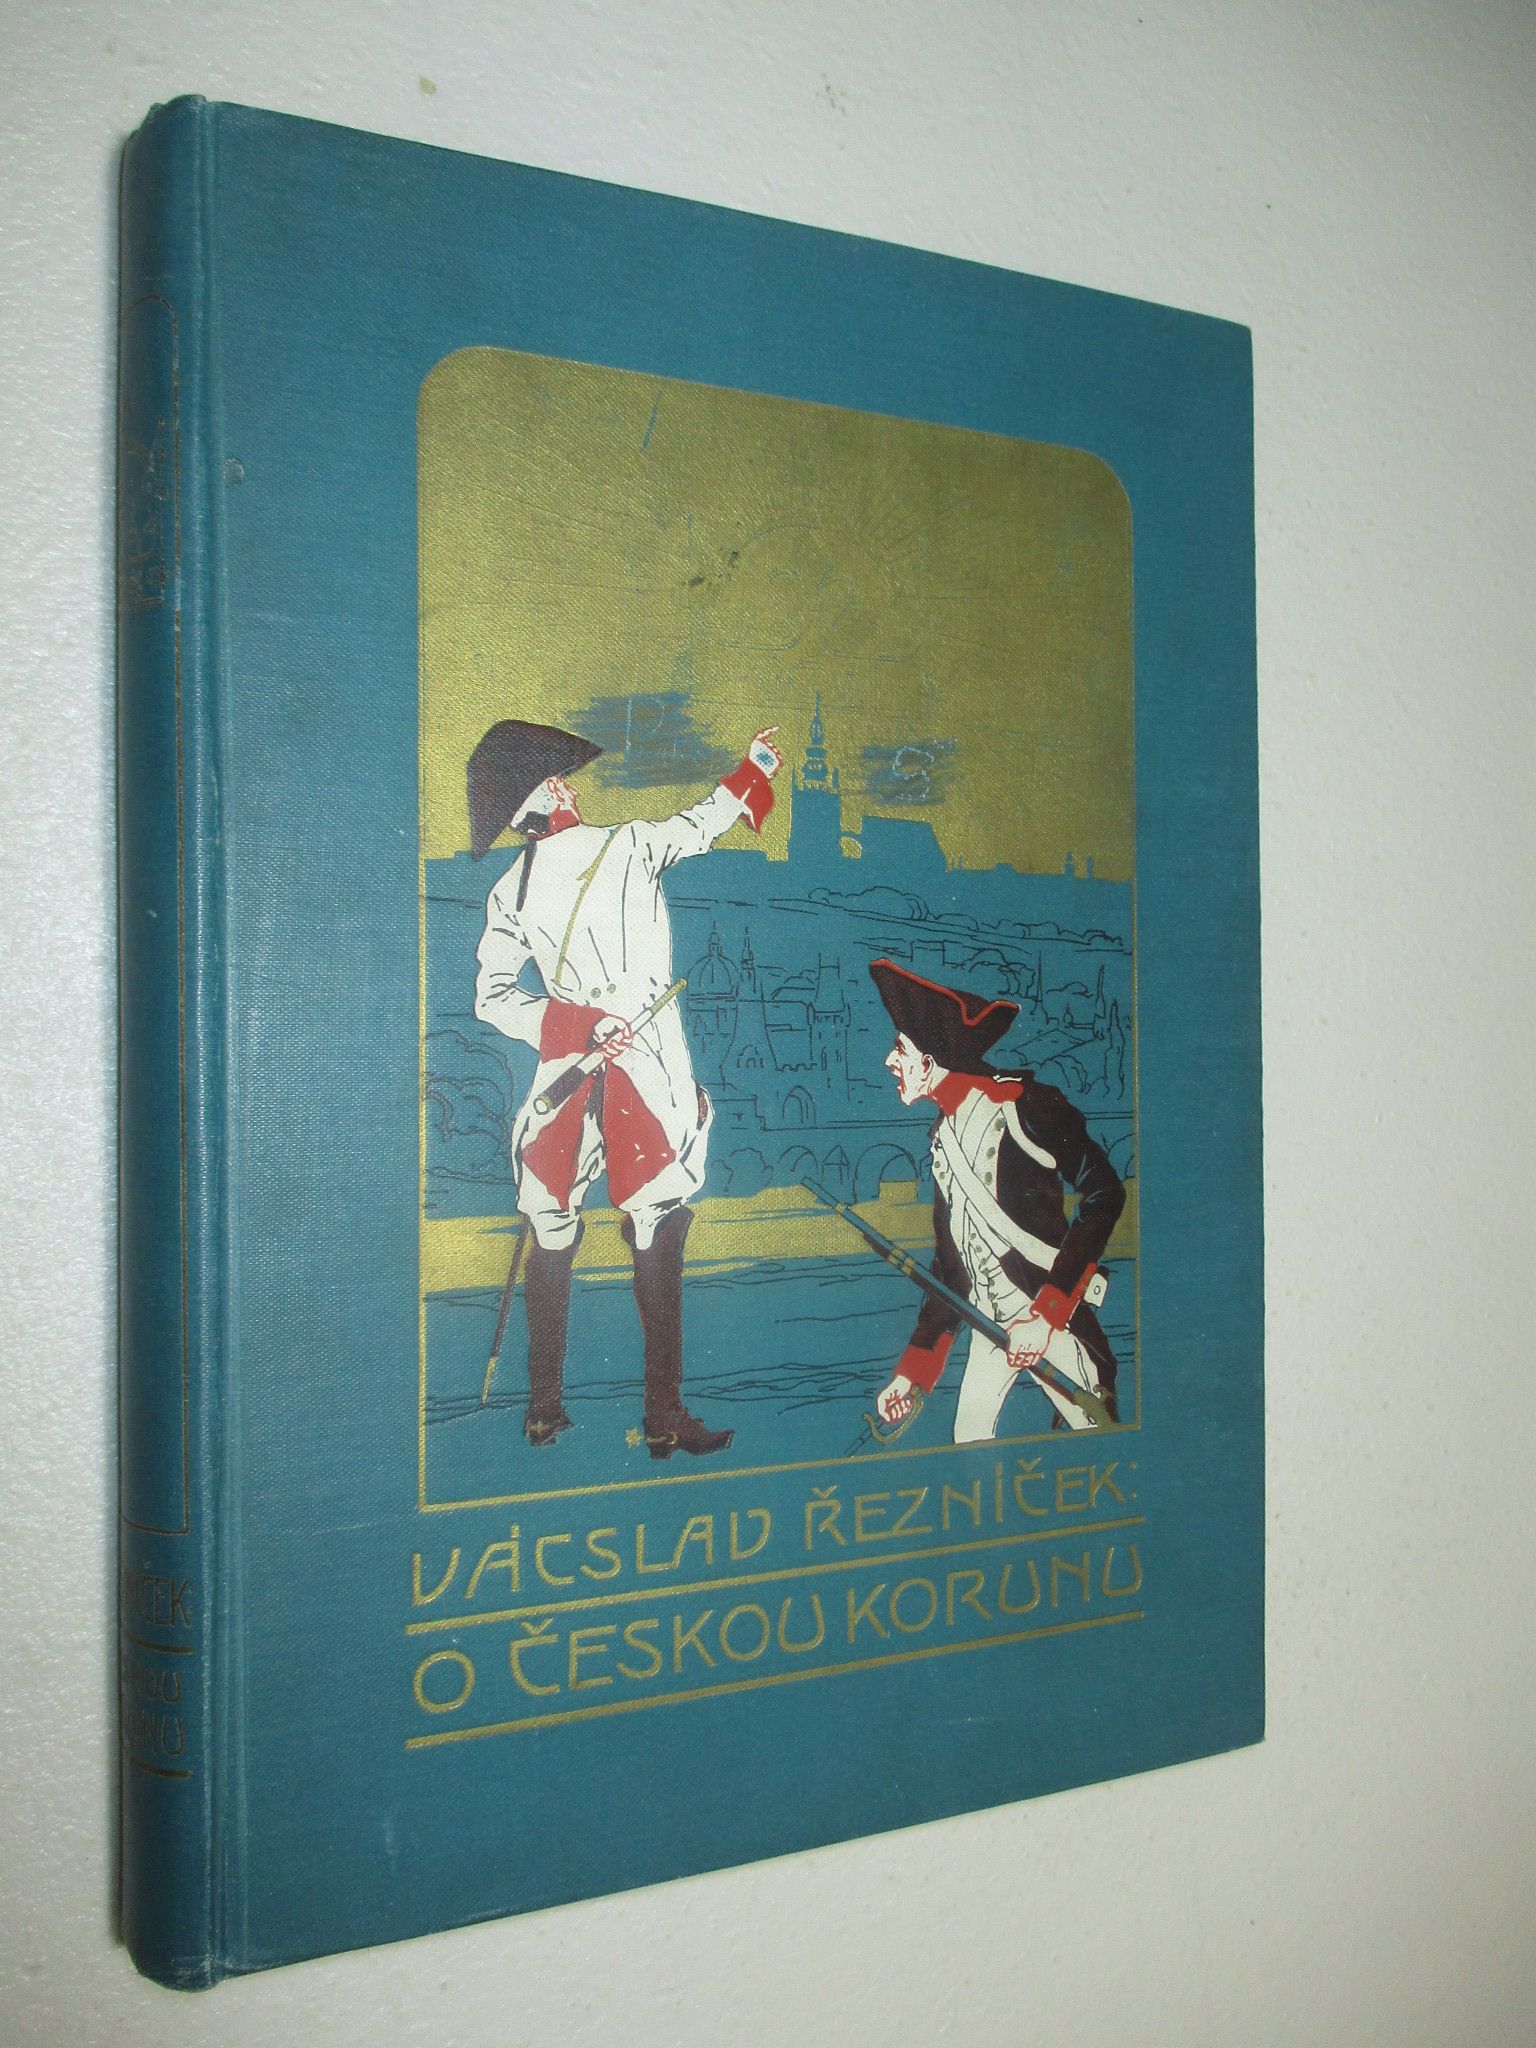 P. S
VÁCSLAV ŘEZNÍČEK:
O ČESKOU KORUNU